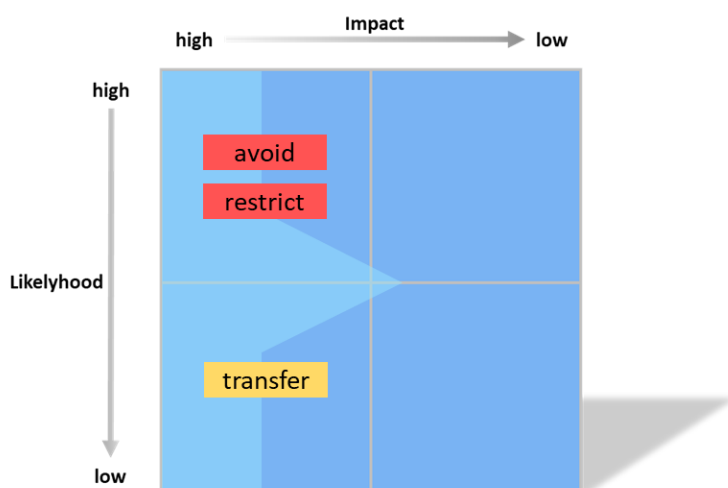 Impact
high
low
high
avoid
restrict
Likelyhood
transfer
low